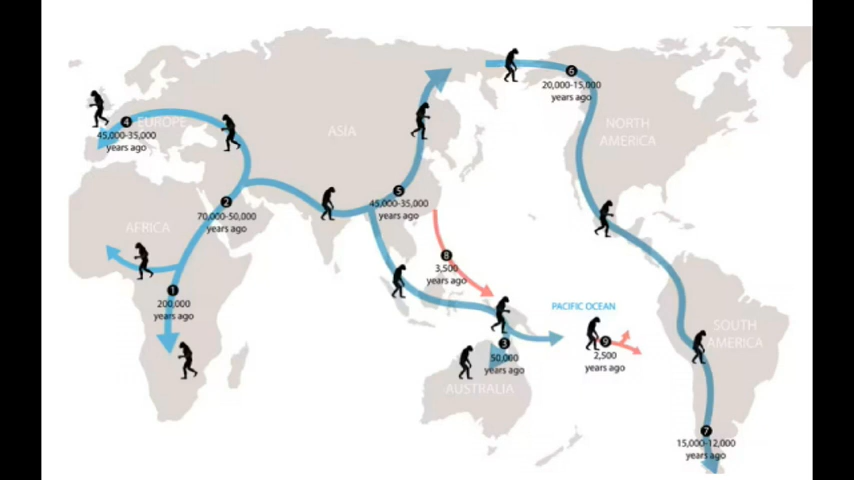 6
20,000-15,000
years ago
4
EUROPE
45,000-35,000
years ago
ASIA
NORTH
AMERICA
5
45,000-35,000
years ago
2
70,000-50,000
years ago
AFRICA
8
3,500
years ago
1
200,000
years ago
PACIFIC OCEAN
SOUTH
AMERICA
3
50,000
years ago
9
2,500
years ago
AUSTRALIA
7
15,000-12,000
years ago